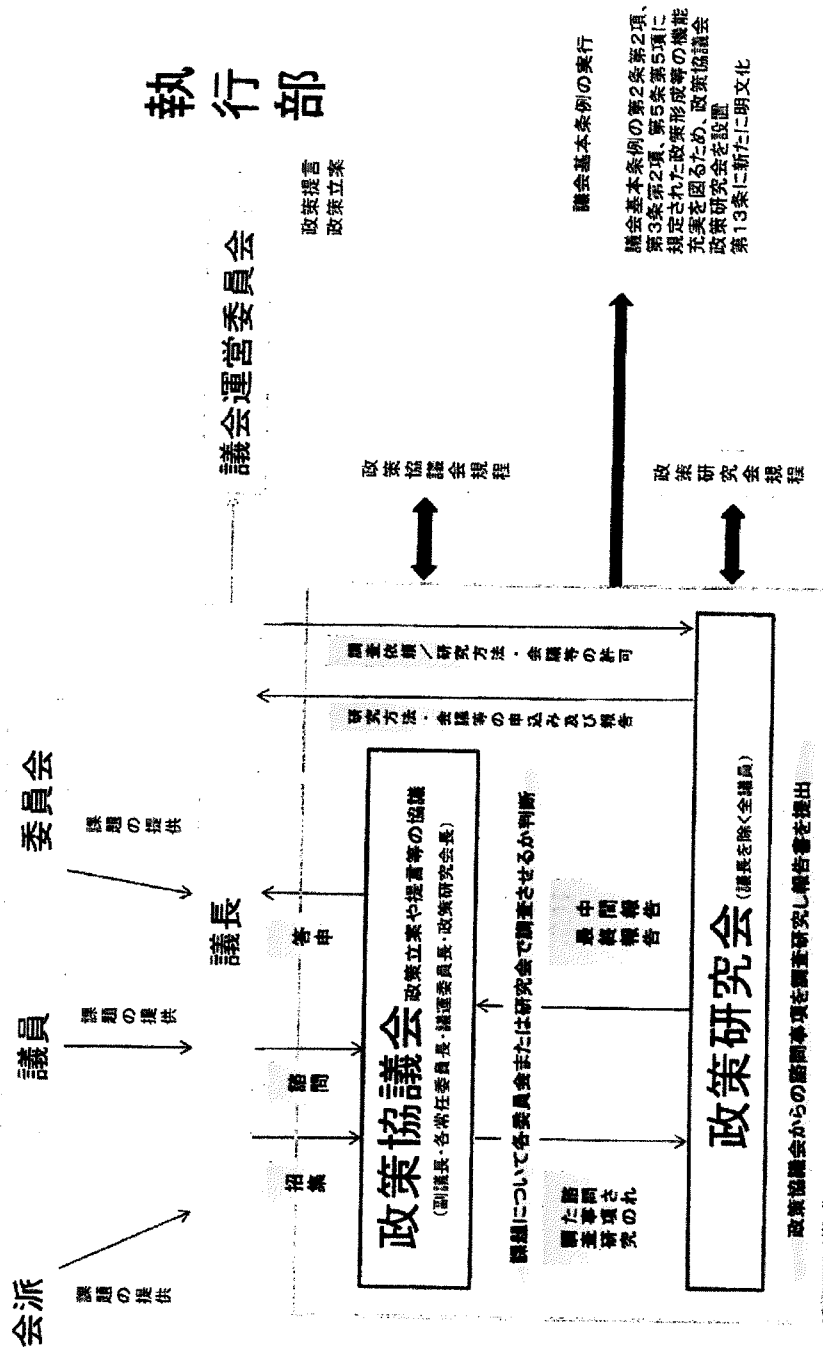 会派
議員
委員会
課題の提供
課題の提供
課題の提供
議長
議会運営委員会
執行部
招集
諮問
答申
研究方法・会議等の申込み及び報告
調査依頼/研究方法・会議等の許可
政策提言
政策立案
政策協議会 政策立案や提言等の協議
(副議長・各常任委員長・議運委員長・政策研究会長)
政策協議会規程
課題について各委員会または研究会で調査させるか判断
諮問された事項の調査研究
中間報告
最終報告
議会基本条例の実行
議会基本条例の第2条第2項、
第3条第2項、第5条第5項に
規定された政策形成等の機能
充実を図るため、政策協議会
政策研究会を設置
第13条に新たに明文化
政策研究会(議長を除く全議員)
政策研究会規程
政策協議会からの諮問事項を調査研究し報告書を提出